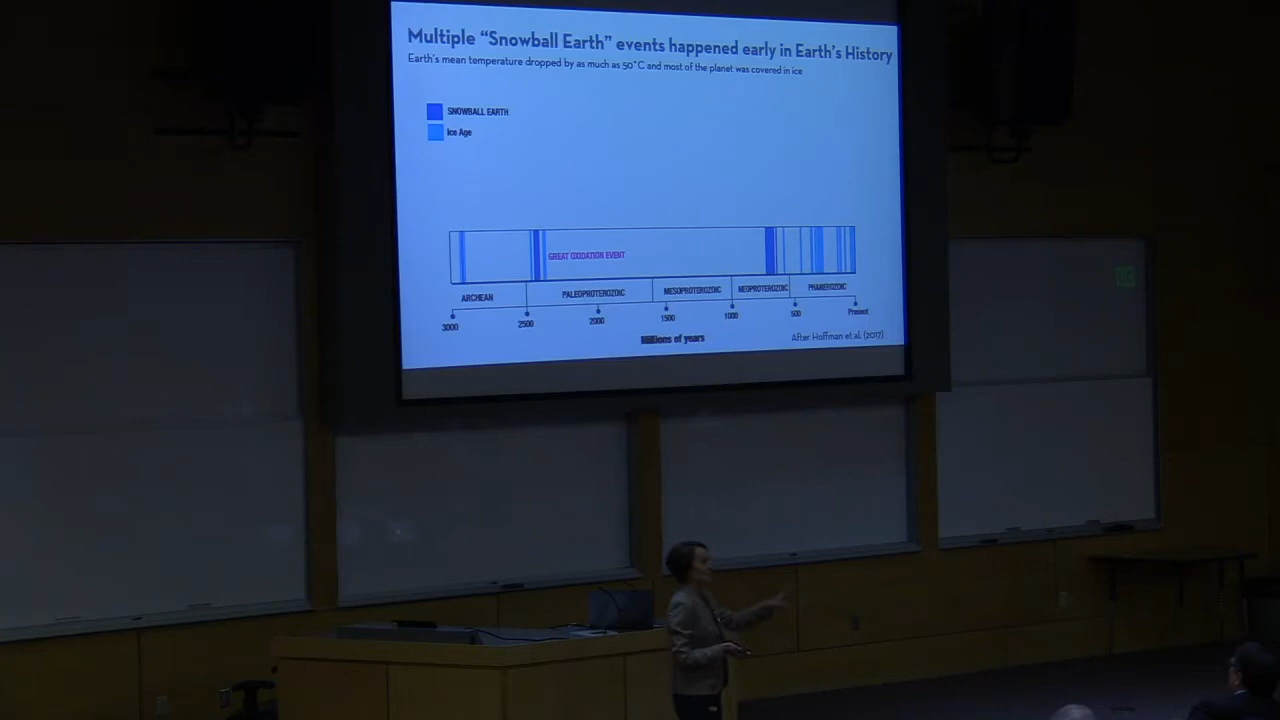 Multiple “Snowball Earth” events happened early in Earth's History
Earth's mean temperature dropped by as much as 50°C and most of the planet was covered in ice
SNOWBALL EARTH
Ice Age
GREAT OXIDATION EVENT
ARCHEAN PALEOPROTEROZOIC MESOPROTEROZOIC NEOPROTEROZOIC PHANEROZOIC
3000 2500 2000 1500 1000 500 Present
Millions of years
After Hoffman et al. (2017)